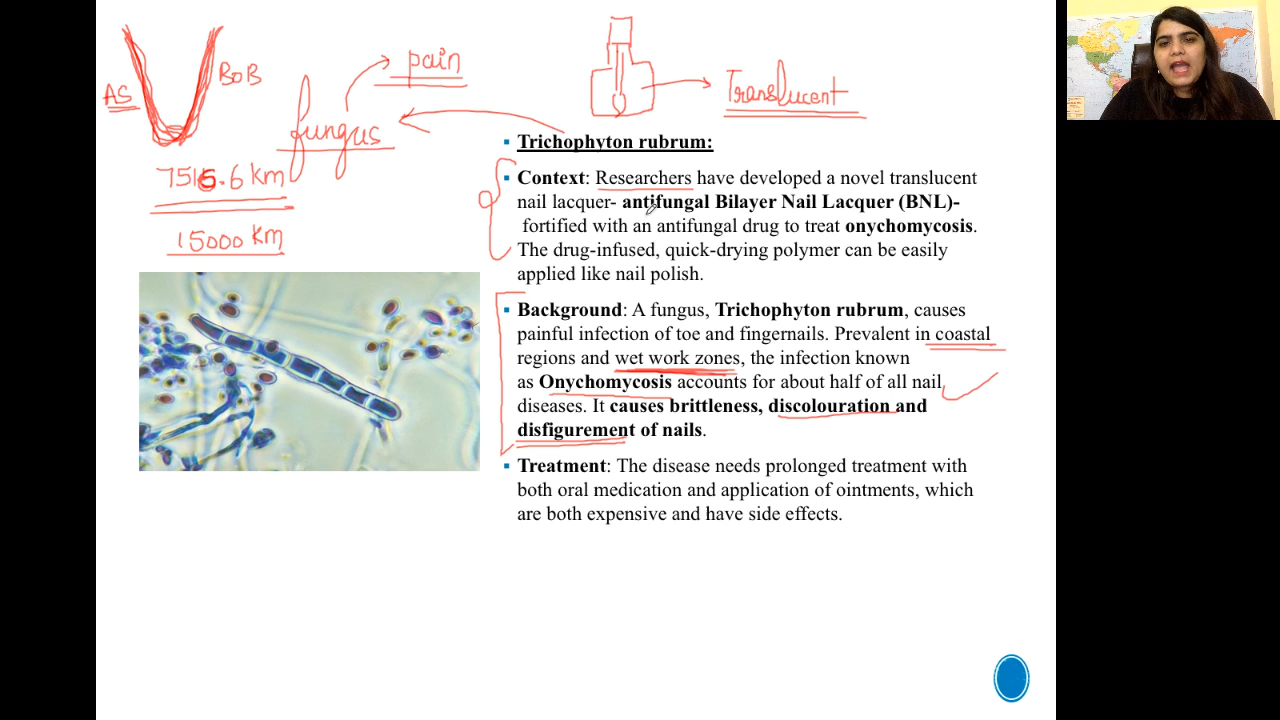 AS
BOB
7516.6 km
15000 km
fungus
pain
Translucent
Trichophyton rubrum:
Context: Researchers have developed a novel translucent
nail lacquer- antifungal Bilayer Nail Lacquer (BNL)-
fortified with an antifungal drug to treat onychomycosis.
The drug-infused, quick-drying polymer can be easily
applied like nail polish.
Background: A fungus, Trichophyton rubrum, causes
painful infection of toe and fingernails. Prevalent in coastal
regions and wet work zones, the infection known
as Onychomycosis accounts for about half of all nail
diseases. It causes brittleness, discolouration and
disfigurement of nails.
Treatment: The disease needs prolonged treatment with
both oral medication and application of ointments, which
are both expensive and have side effects.